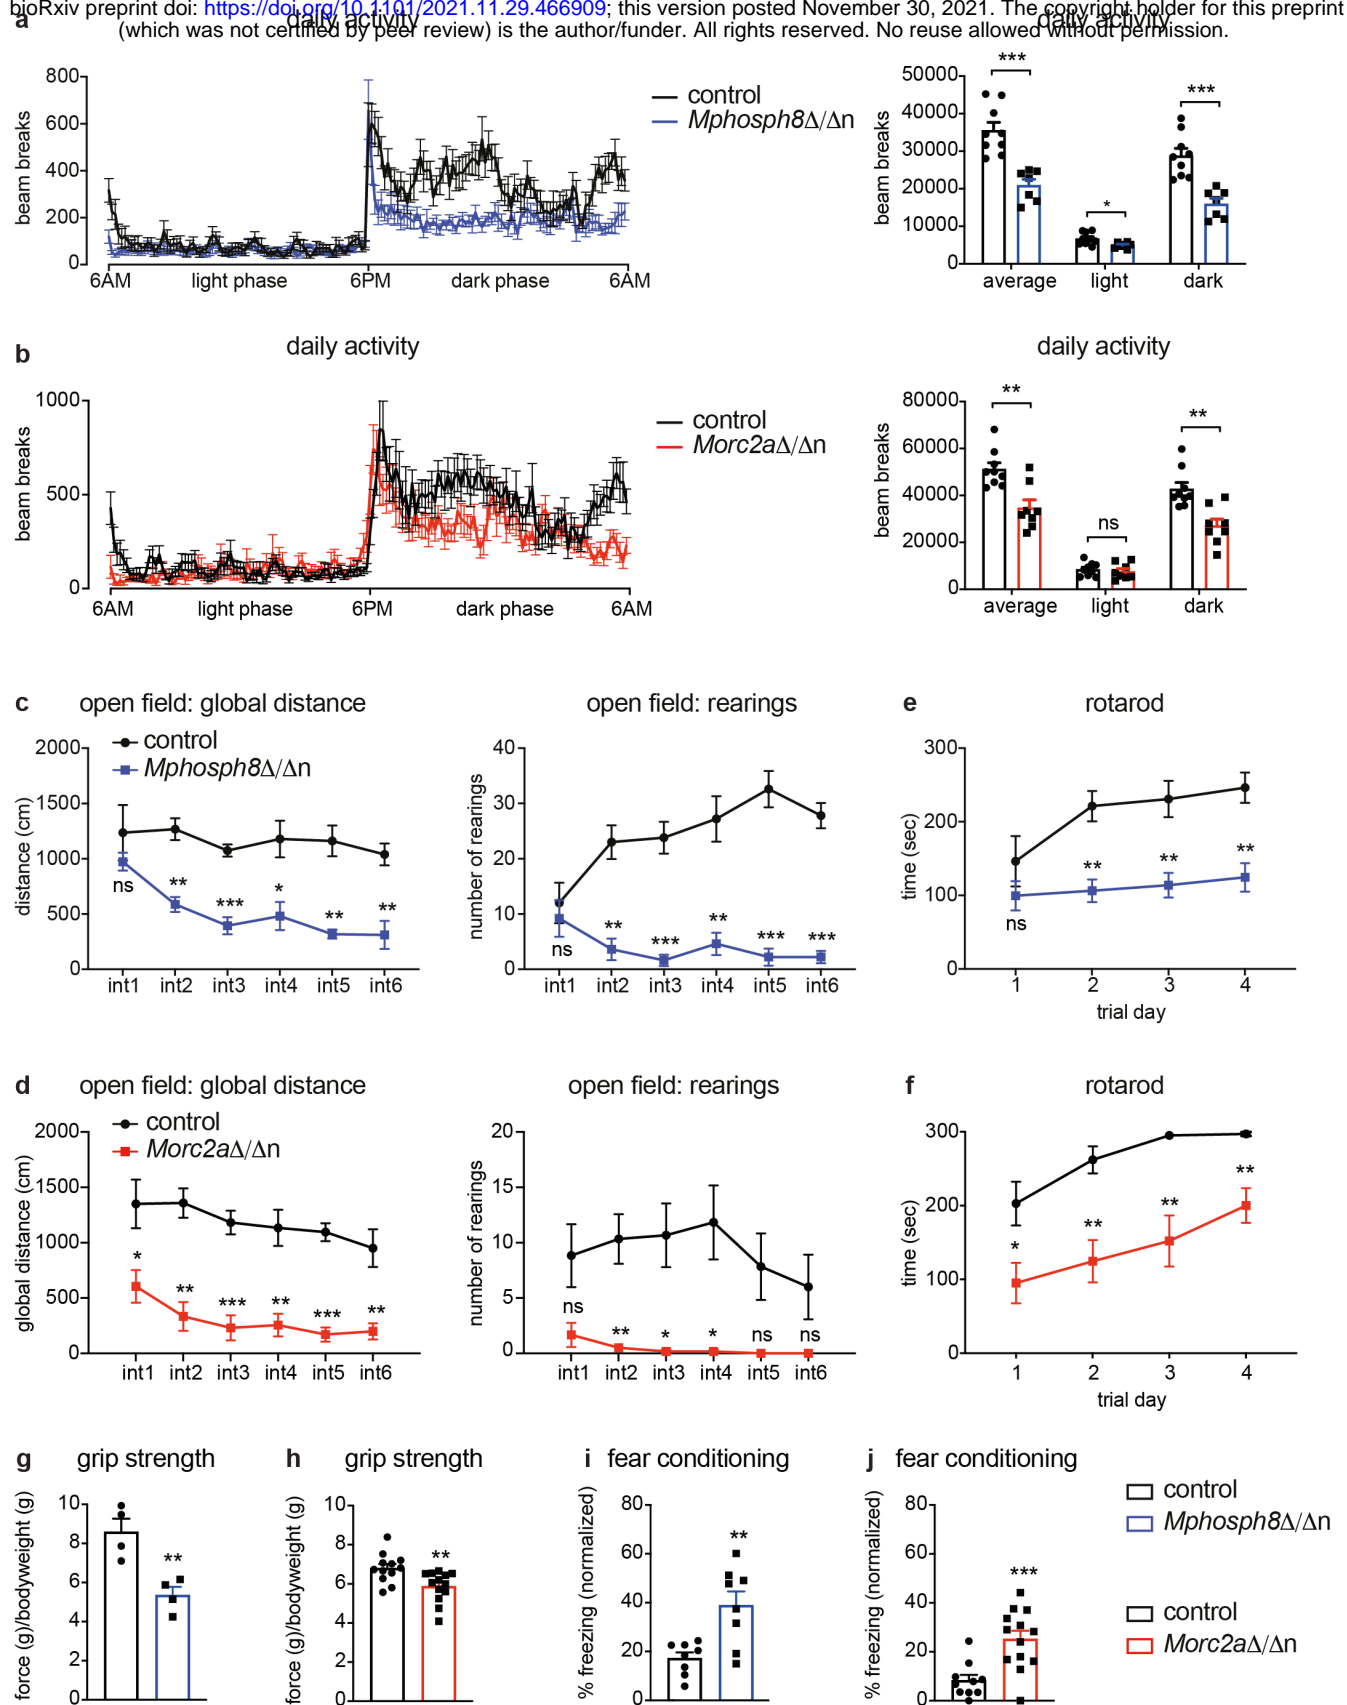 bioRxiv preprint doi: https://doi.org/10.1101/2021.11.29.466909; this version posted November 30, 2021. The copyright holder for this preprint
(which was not certified by peer review) is the author/funder. All rights reserved. No reuse allowed without permission.
a daily activity daily activity
800
600
400
200
0
beam breaks
6AM light phase 6PM dark phase 6AM
control
Mphosph8Δ/Δn
50000
40000
30000
20000
10000
0
beam breaks
*** * ***
average light dark
b daily activity daily activity
1000
500
0
beam breaks
6AM light phase 6PM dark phase 6AM
control
Morc2aΔ/Δn
80000
60000
40000
20000
0
beam breaks
** ns **
average light dark
c open field: global distance open field: rearings
control
Mphosph8Δ/Δn
2000
1500
1000
500
0
distance (cm)
ns ** *** * ** **
int1 int2 int3 int4 int5 int6
40
30
20
10
0
number of rearings
ns ** *** ** *** ***
int1 int2 int3 int4 int5 int6
e rotarod
300
200
100
0
time (sec)
ns ** ** **
1 2 3 4
trial day
d open field: global distance open field: rearings
control
Morc2aΔ/Δn
2000
1500
1000
500
0
global distance (cm)
* ** *** ** *** **
int1 int2 int3 int4 int5 int6
20
15
10
5
0
number of rearings
ns ** * * ns ns
int1 int2 int3 int4 int5 int6
f rotarod
300
200
100
0
time (sec)
* ** ** **
1 2 3 4
trial day
g grip strength
10
8
6
4
2
0
force (g)/bodyweight (g)
**
h grip strength
10
8
6
4
2
0
force (g)/bodyweight (g)
**
i fear conditioning
80
60
40
20
0
% freezing (normalized)
**
j fear conditioning
80
60
40
20
0
% freezing (normalized)
***
control
Mphosph8Δ/Δn
control
Morc2aΔ/Δn